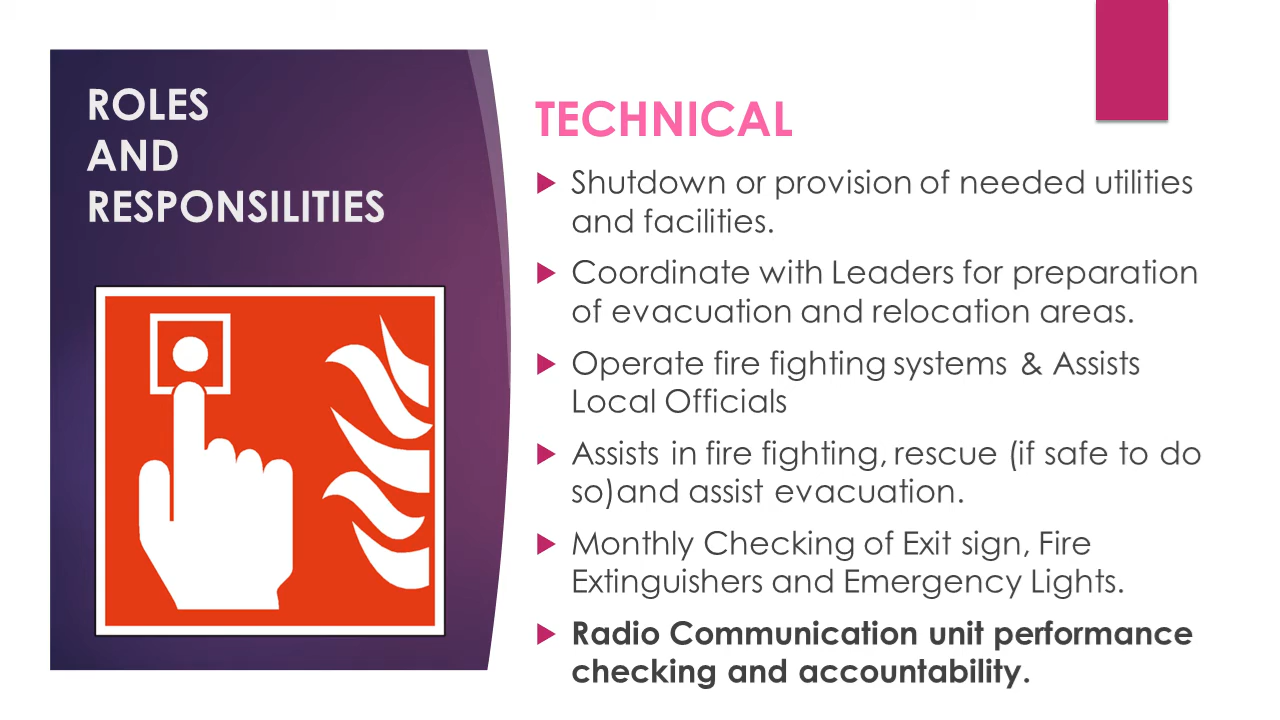 ROLES
AND
RESPONSILITIES
TECHNICAL
Shutdown or provision of needed utilities
and facilities.
Coordinate with Leaders for preparation
of evacuation and relocation areas.
Operate fire fighting systems & Assists
Local Officials
Assists in fire fighting, rescue (if safe to do
so)and assist evacuation.
Monthly Checking of Exit sign, Fire
Extinguishers and Emergency Lights.
Radio Communication unit performance
checking and accountability.